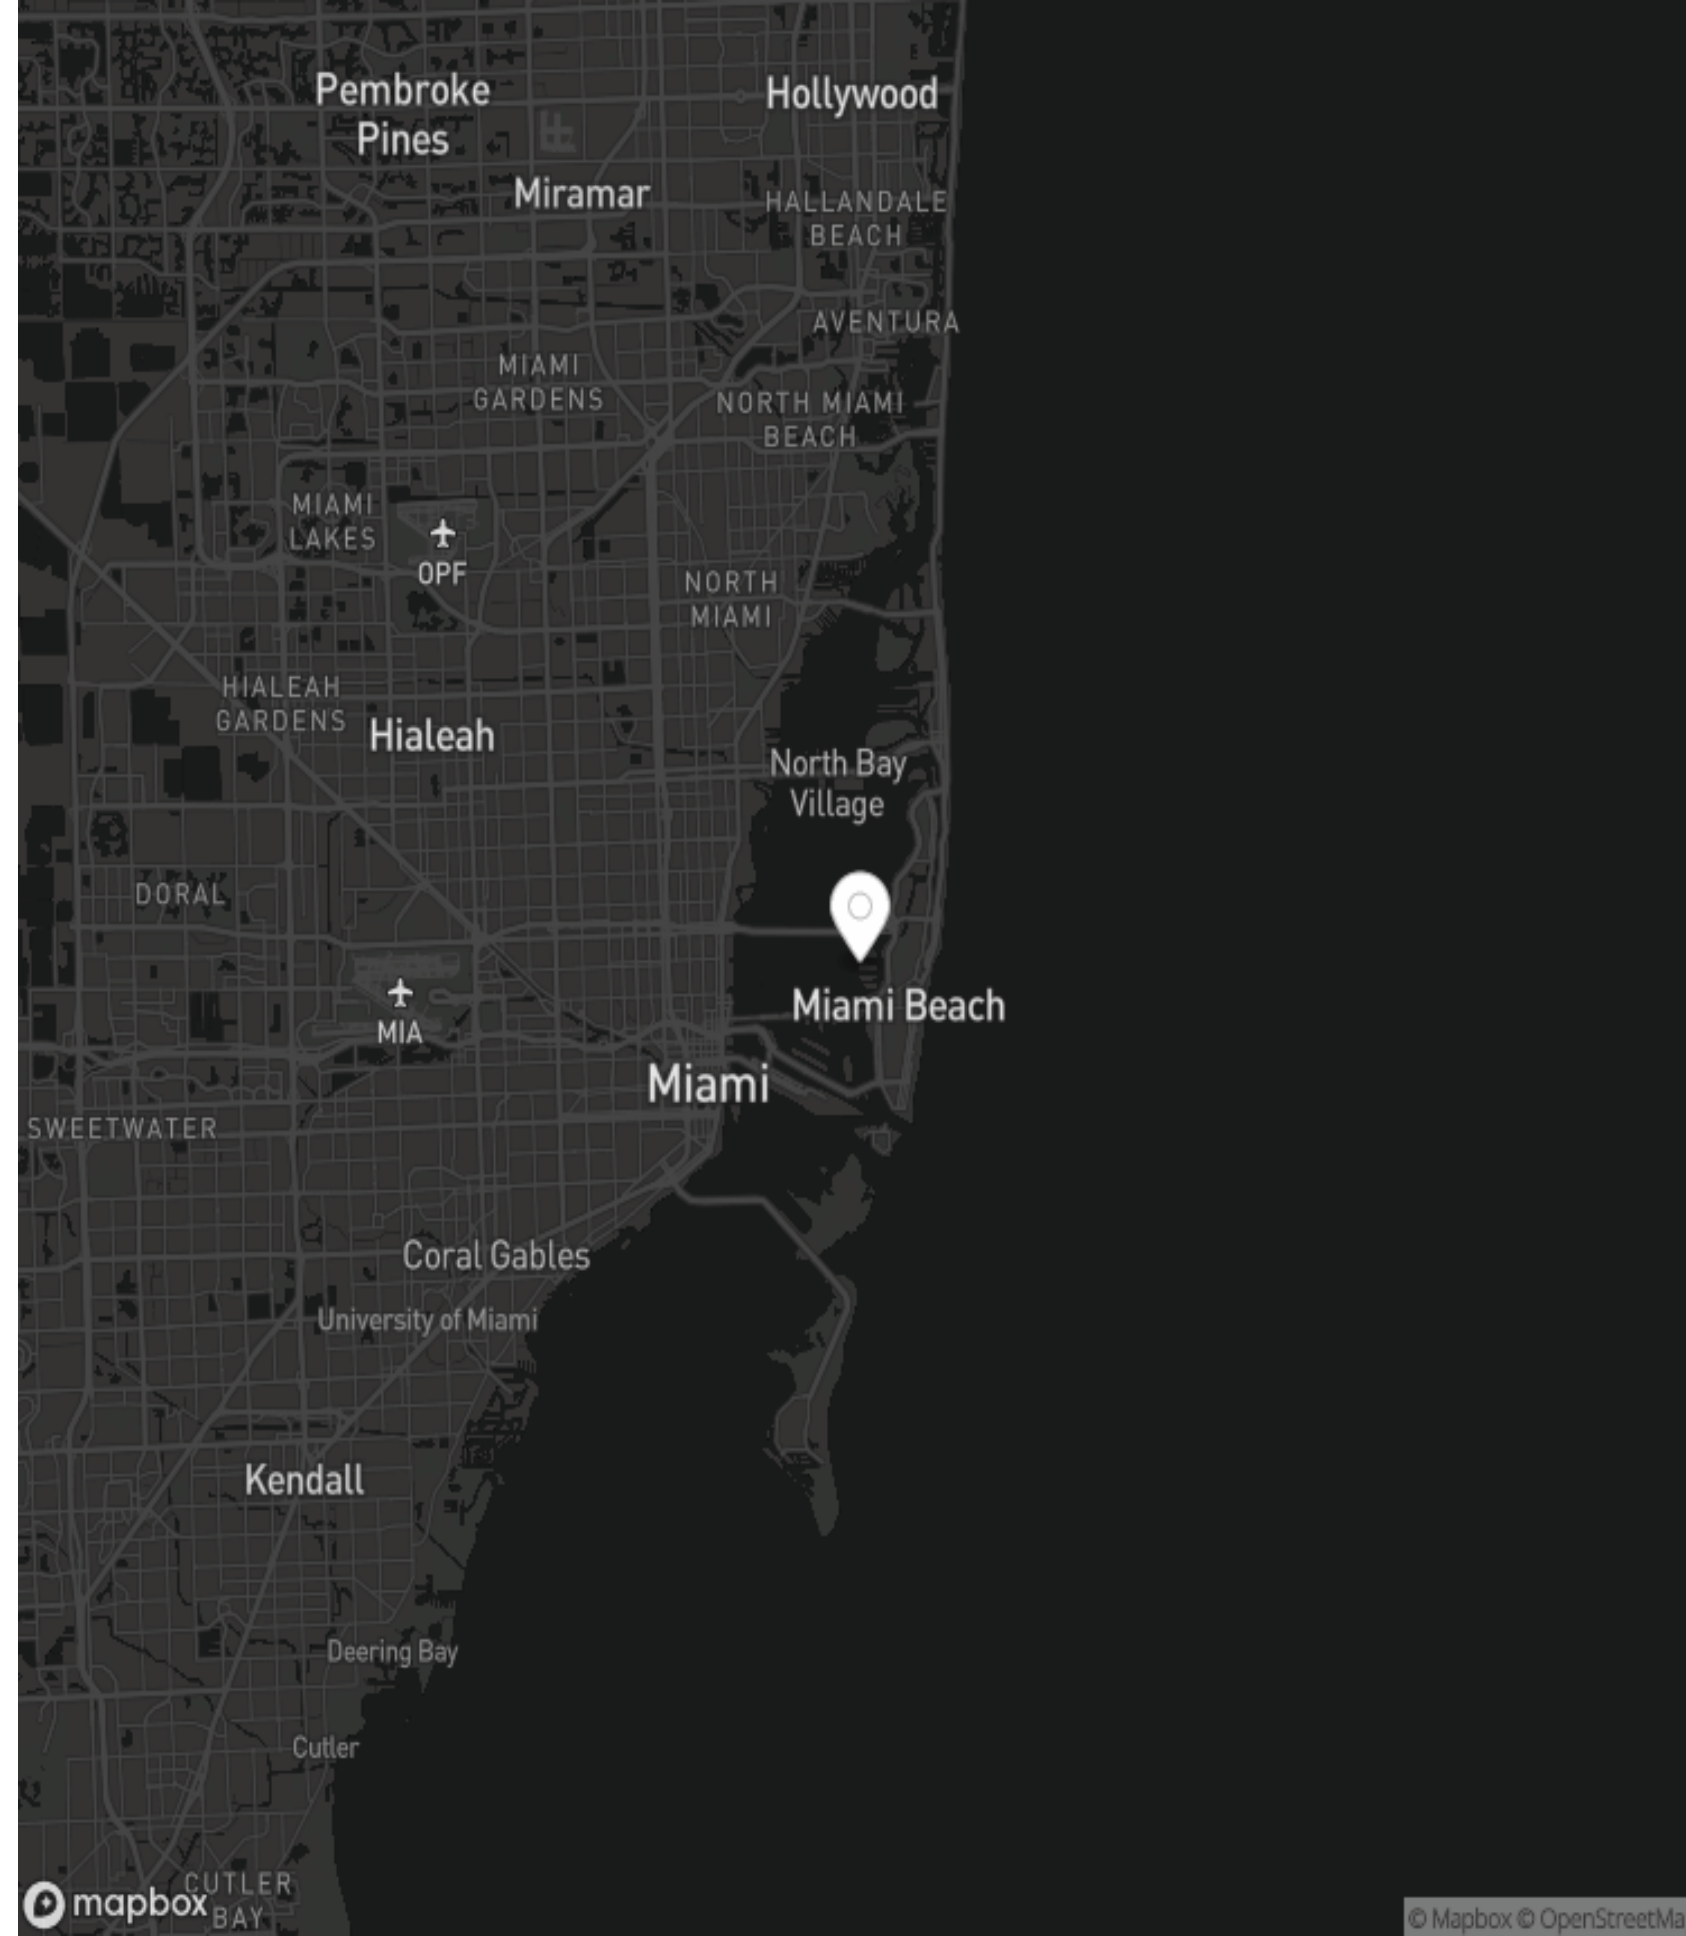 Pembroke
Pines
Hollywood
Miramar
HALLANDALE
BEACH
AVENTURA
MIAMI
GARDENS
NORTH MIAMI
BEACH
MIAMI
LAKES
OPF
NORTH
MIAMI
HIALEAH
GARDENS
Hialeah
North Bay
Village
DORAL
MIA
Miami Beach
Miami
SWEETWATER
Coral Gables
University of Miami
Kendall
Deering Bay
Cutler
CUTLER
BAY
mapbox
© Mapbox © OpenStreetMa